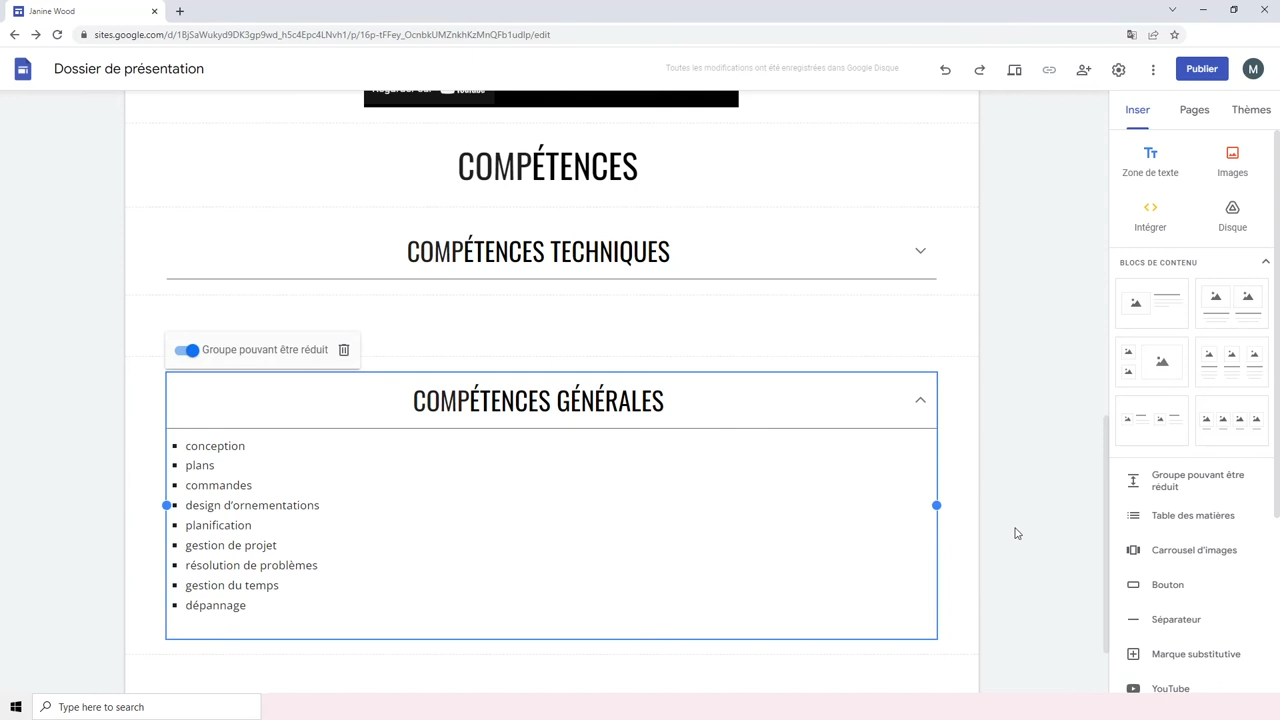 Janine Wood
sites.google.com/d/1BjSaWukyd9DK3gp9wd_h5c4Epc4LNvh1/p/16p-tFFey_OcnbkUMZnkhKzMnQFb1udlp/edit
Dossier de présentation
Toutes les modifications ont été enregistrées dans Google Disque
Publier
M
Inser
Pages
Thèmes
Regarder sur YouTube
COMPÉTENCES
Zone de texte
Images
Intégrer
Disque
COMPÉTENCES TECHNIQUES
BLOCS DE CONTENU
Groupe pouvant être réduit
COMPÉTENCES GÉNÉRALES
conception
plans
commandes
design d'ornementations
planification
gestion de projet
résolution de problèmes
gestion du temps
dépannage
Groupe pouvant être
réduit
Table des matières
Carrousel d'images
Bouton
Séparateur
Marque substitutive
YouTube
Type here to search